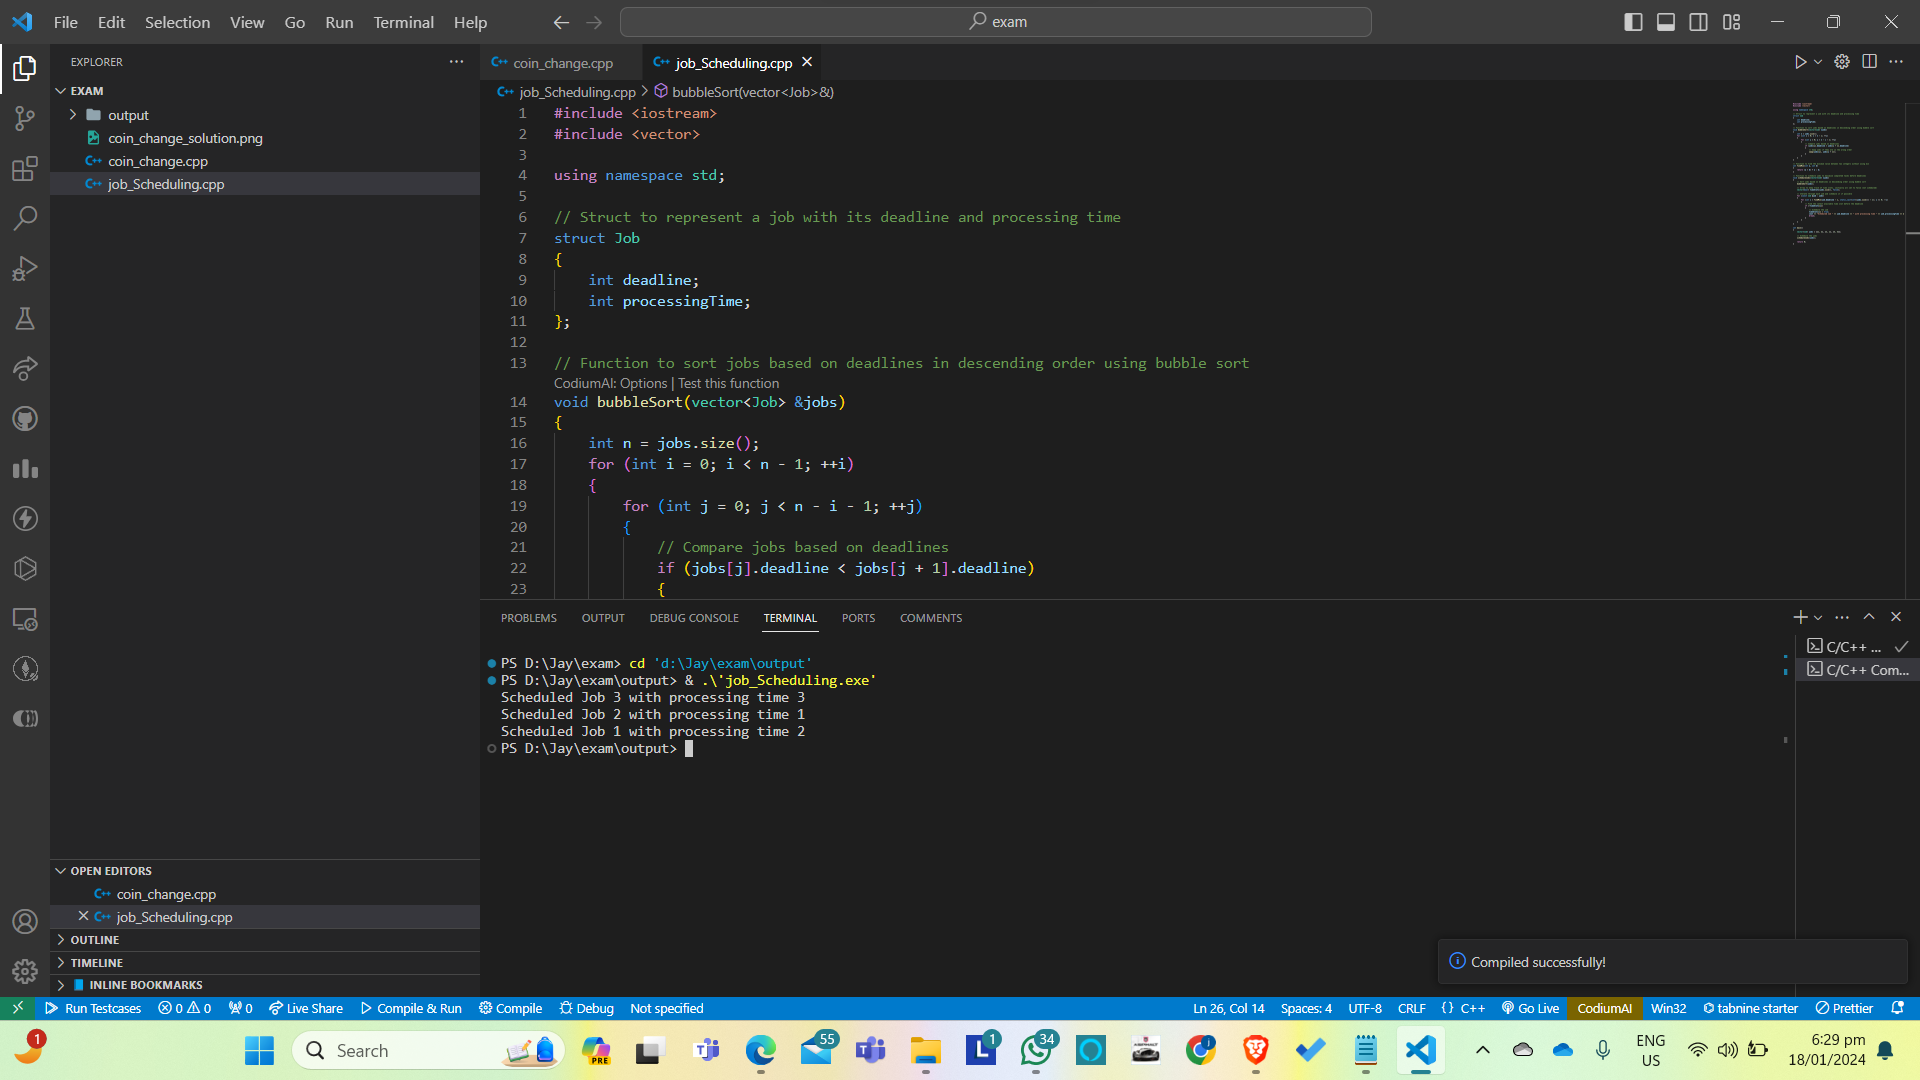 File Edit Selection View Go Run Terminal Help
exam
EXPLORER
EXAM
output
coin_change_solution.png
coin_change.cpp
job_Scheduling.cpp
OPEN EDITORS
coin_change.cpp
job_Scheduling.cpp
OUTLINE
TIMELINE
INLINE BOOKMARKS
coin_change.cpp job_Scheduling.cpp
job_Scheduling.cpp > bubbleSort(vector<Job>&)
1 #include <iostream>
2 #include <vector>
3
4 using namespace std;
5
6 // Struct to represent a job with its deadline and processing time
7 struct Job
8 {
9 int deadline;
10 int processingTime;
11 };
12
13 // Function to sort jobs based on deadlines in descending order using bubble sort
CodiumAI: Options | Test this function
14 void bubbleSort(vector<Job> &jobs)
15 {
16 int n = jobs.size();
17 for (int i = 0; i < n - 1; ++i)
18 {
19 for (int j = 0; j < n - i - 1; ++j)
20 {
21 // Compare jobs based on deadlines
22 if (jobs[j].deadline < jobs[j + 1].deadline)
23 {
PROBLEMS OUTPUT DEBUG CONSOLE TERMINAL PORTS COMMENTS
PS D:\Jay\exam> cd 'd:\Jay\exam\output'
PS D:\Jay\exam\output> & .\'job_Scheduling.exe'
Scheduled Job 3 with processing time 3
Scheduled Job 2 with processing time 1
Scheduled Job 1 with processing time 2
PS D:\Jay\exam\output>
C/C++ ...
C/C++ Com...
Compiled successfully!
Run Testcases 0 0 0 Live Share Compile & Run Compile Debug Not specified
Ln 26, Col 14 Spaces: 4 UTF-8 CRLF {} C++ Go Live CodiumAI Win32 tabnine starter Prettier
1
Search
PRE
55
1
34
ENG
US
6:29 pm
18/01/2024